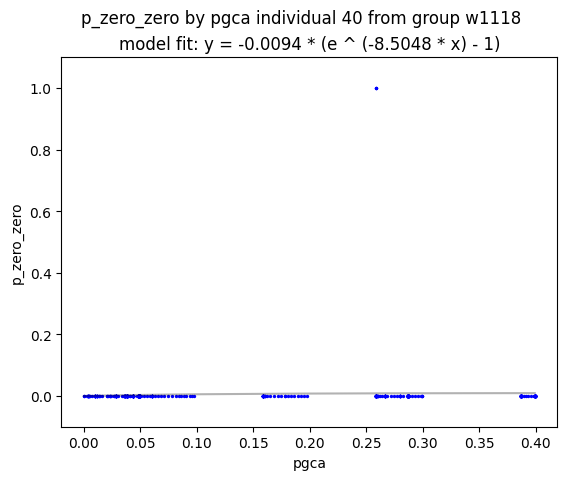 p_zero_zero by pgca individual 40 from group w1118
model fit: y = -0.0094 * (e ^ (-8.5048 * x) - 1)
1.0
0.8
0.6
0.4
0.2
0.0
p_zero_zero
0.00 0.05 0.10 0.15 0.20 0.25 0.30 0.35 0.40
pgca